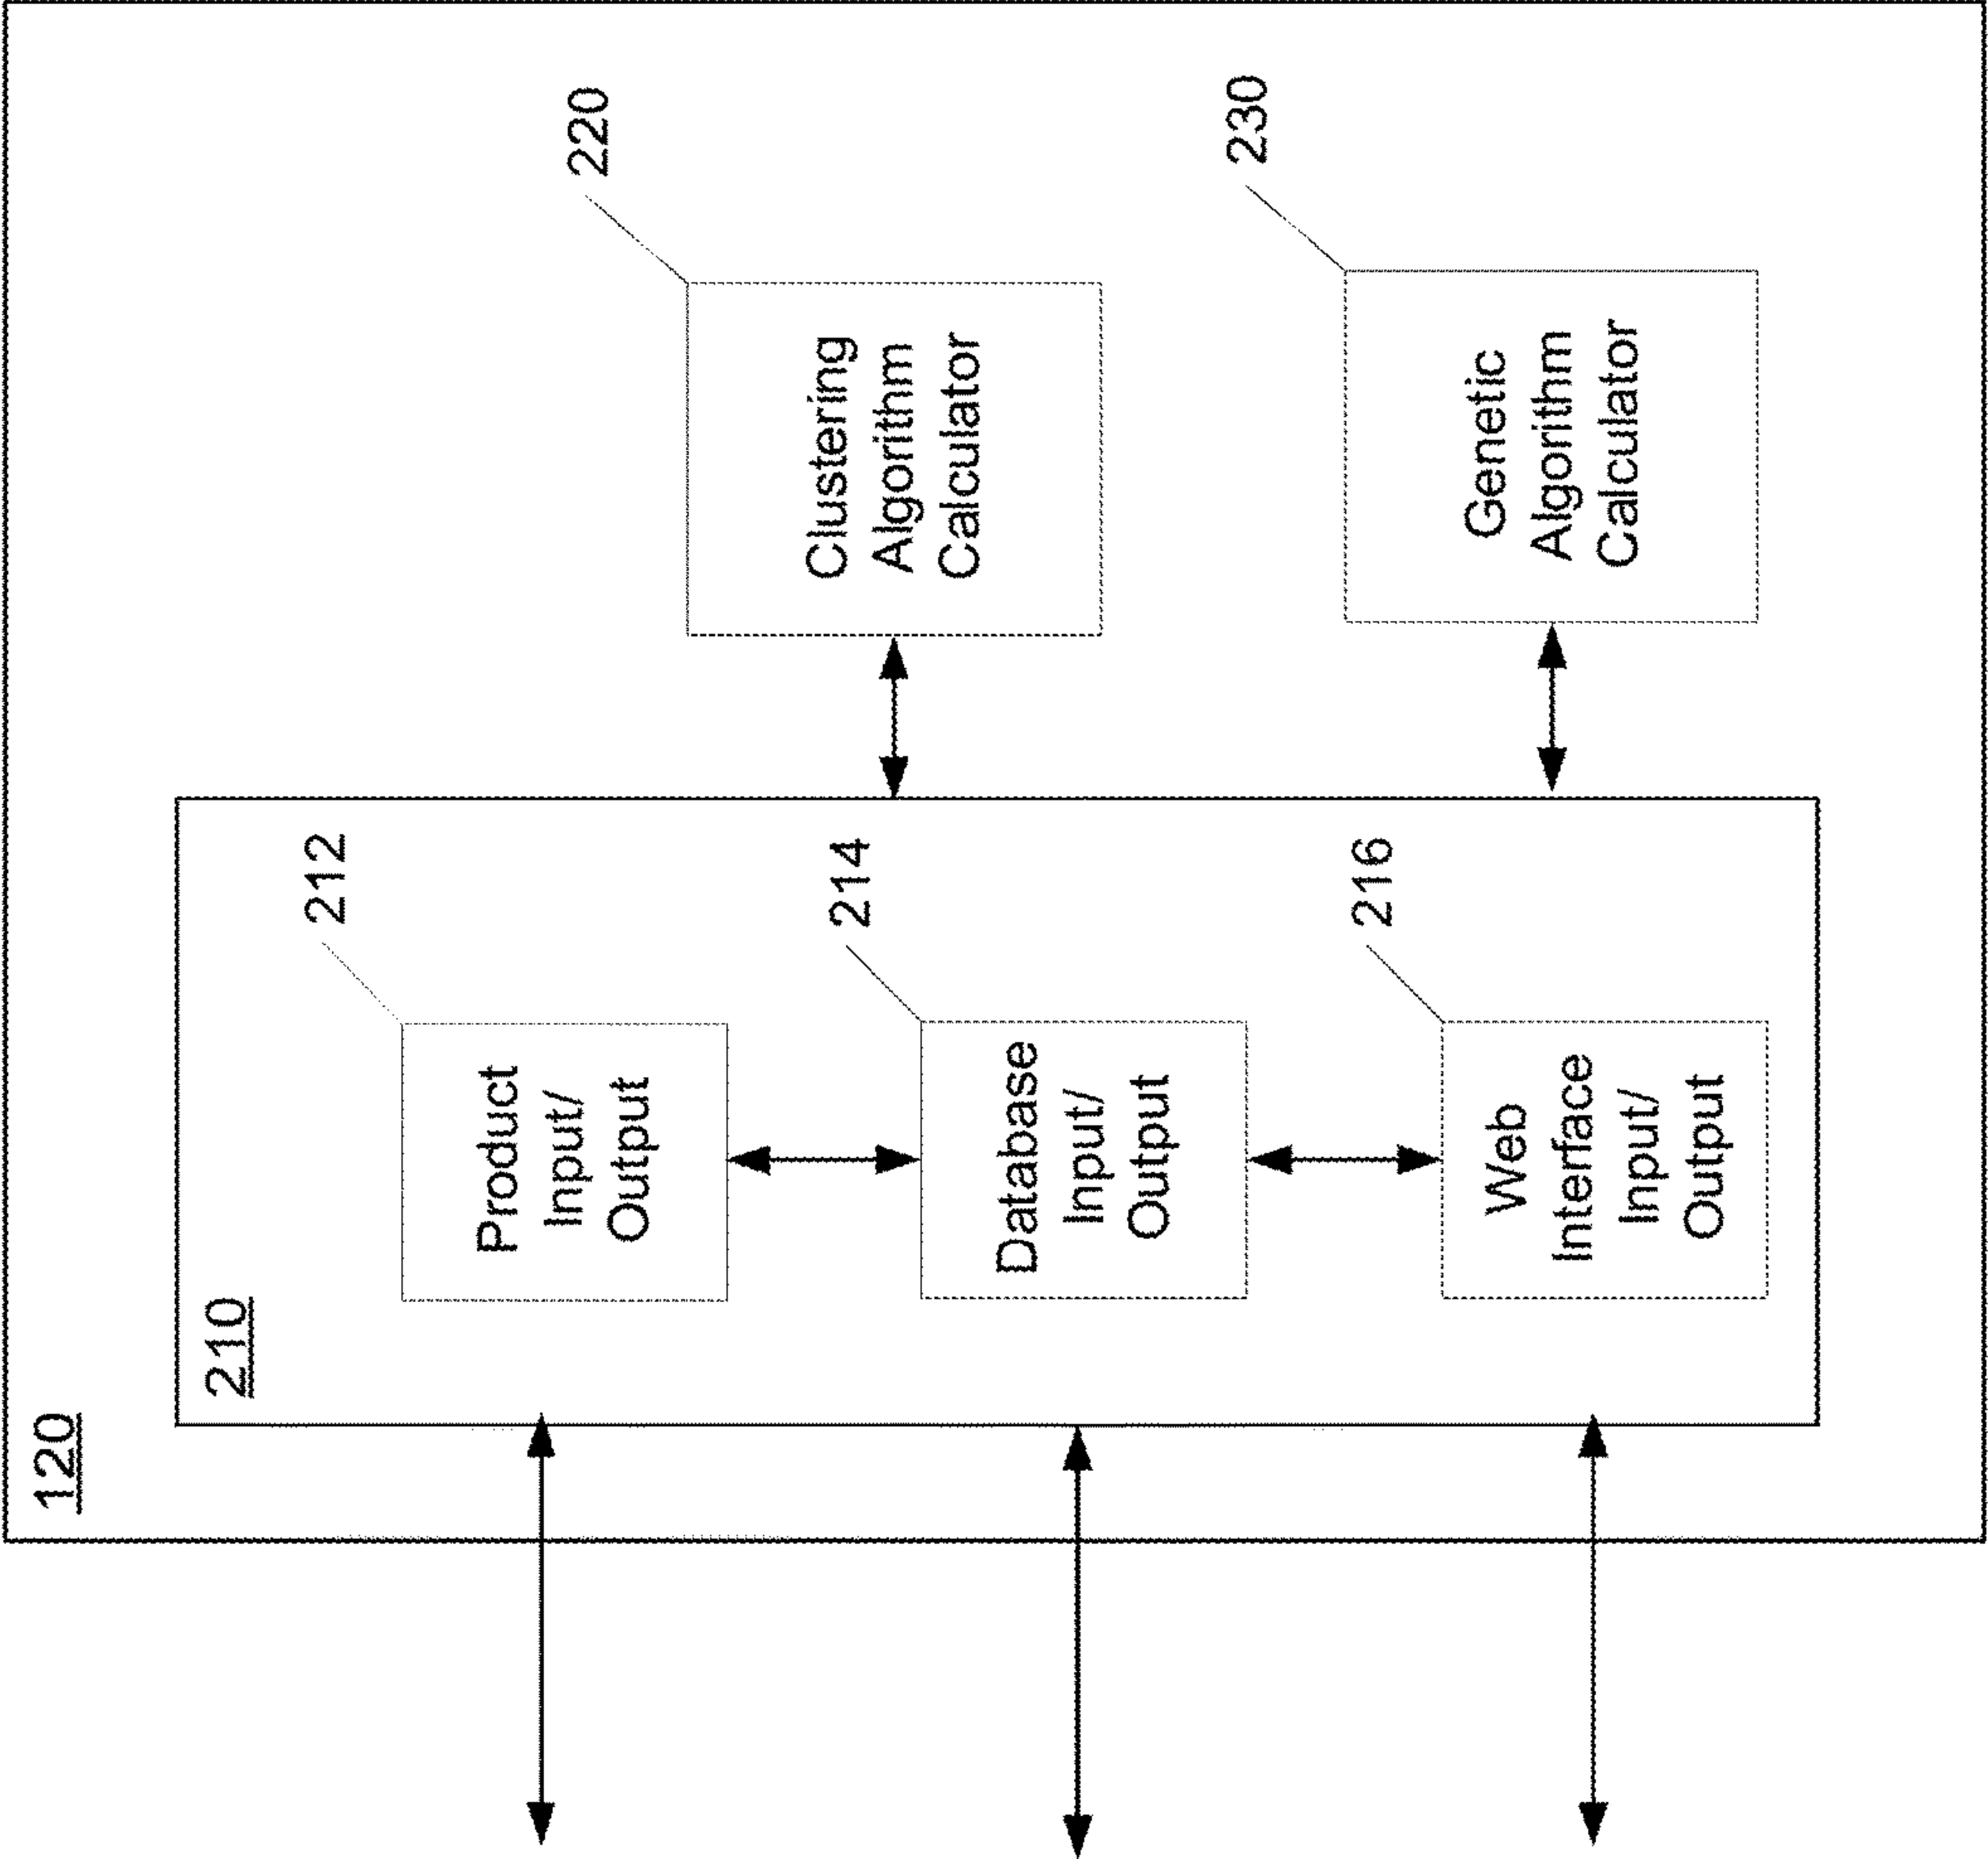 120
210
212
Product
Input/
Output
214
Database
Input/
Output
216
Web
Interface
Input/
Output
220
Clustering
Algorithm
Calculator
230
Genetic
Algorithm
Calculator